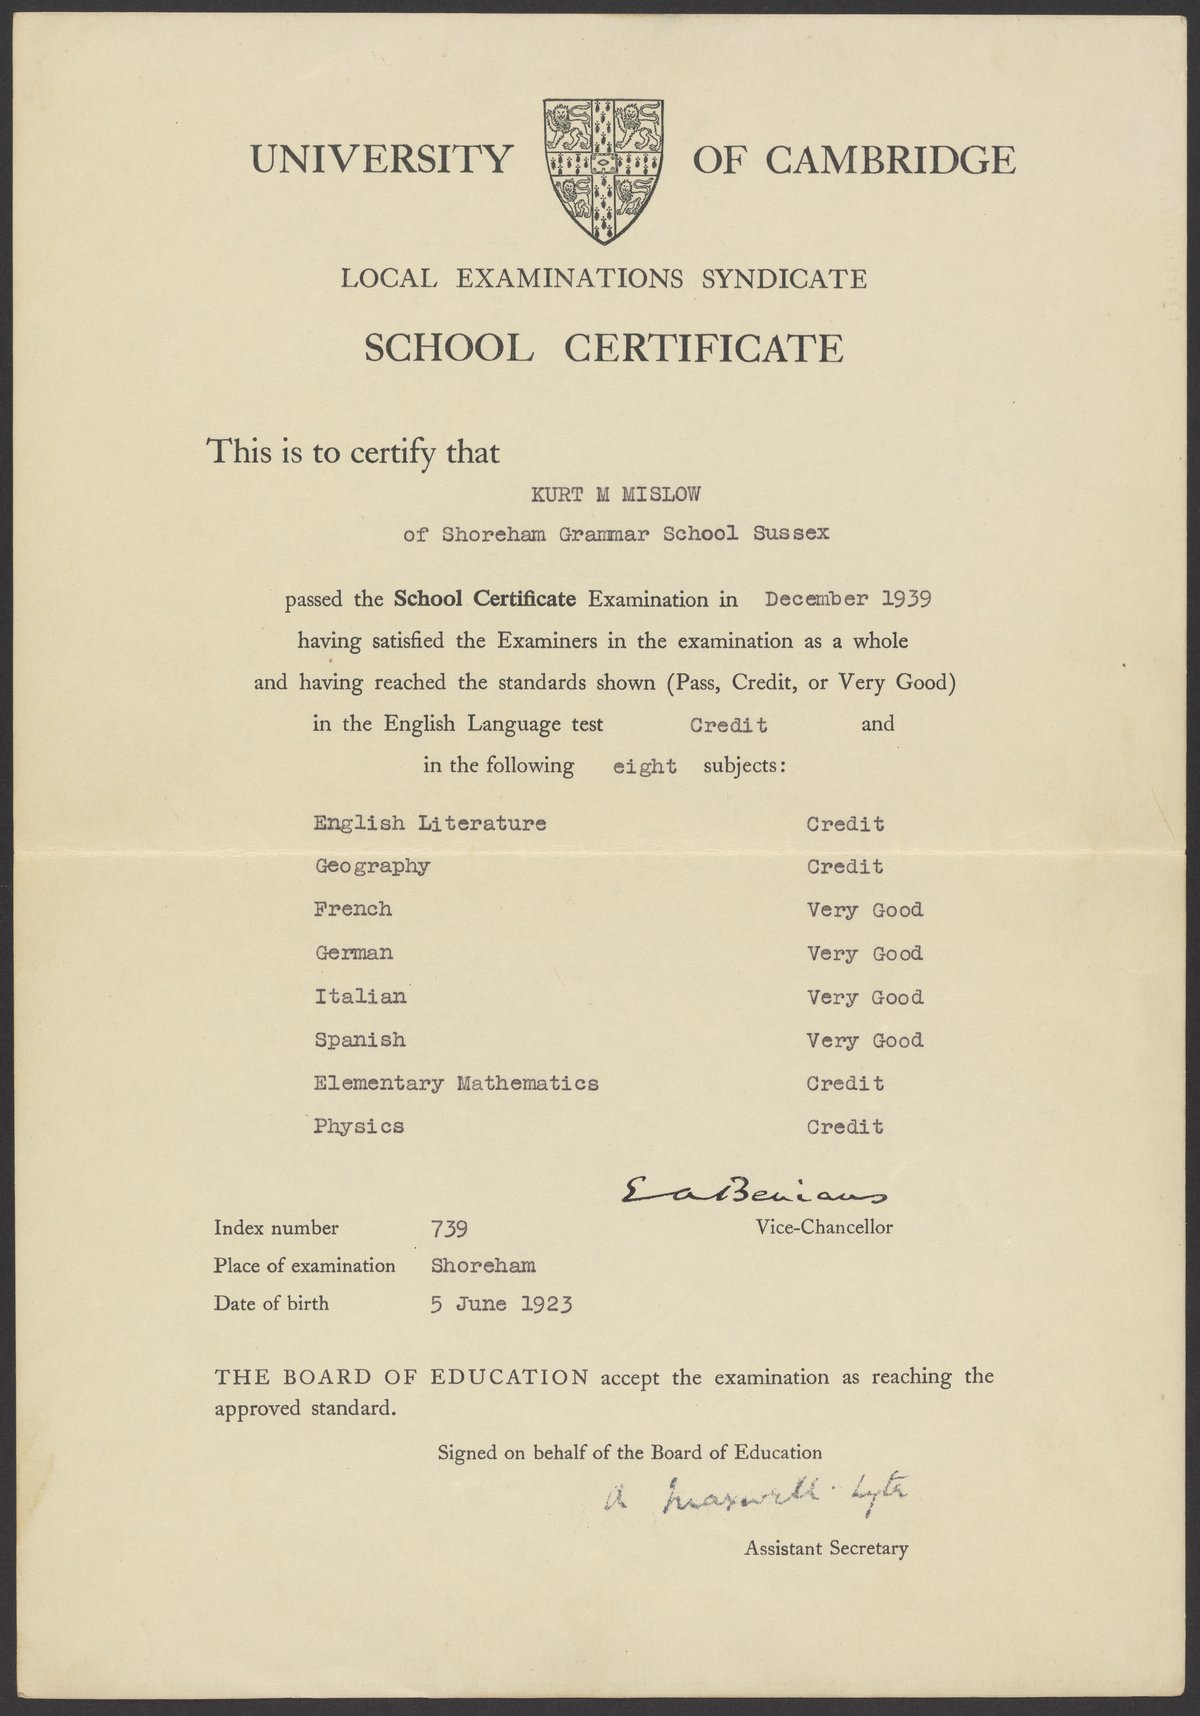 UNIVERSITY OF CAMBRIDGE
LOCAL EXAMINATIONS SYNDICATE
SCHOOL CERTIFICATE
This is to certify that
KURT M MISLOW
of Shoreham Grammar School Sussex
passed the School Certificate Examination in December 1939
having satisfied the Examiners in the examination as a whole
and having reached the standards shown (Pass, Credit, or Very Good)
in the English Language test Credit and
in the following eight subjects:
English Literature Credit
Geography Credit
French Very Good
German Very Good
Italian Very Good
Spanish Very Good
Elementary Mathematics Credit
Physics Credit
E A Benians
Index number 739 Vice-Chancellor
Place of examination Shoreham
Date of birth 5 June 1923
THE BOARD OF EDUCATION accept the examination as reaching the
approved standard.
Signed on behalf of the Board of Education
A Maxwell-Lyte
Assistant Secretary